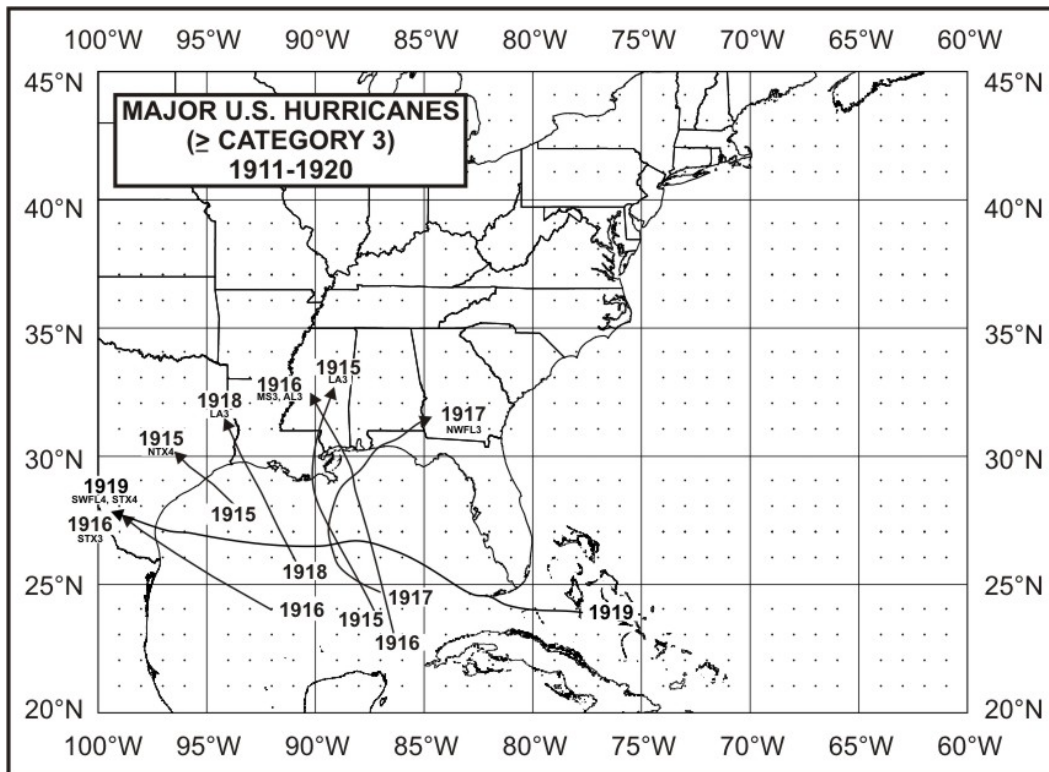 100°W 95°W 90°W 85°W 80°W 75°W 70°W 65°W 60°W
45°N 45°N
MAJOR U.S. HURRICANES
(≥ CATEGORY 3)
1911-1920
40°N 40°N
35°N 35°N
1915
LA3
1916
MS3, AL3
1918
LA3
1917
NWFL3
1915
NTX4
30°N 30°N
1919
SWFL4, STX4
1915
1916
STX3
1918
25°N 25°N
1916
1917
1915
1919
1916
20°N 20°N
100°W 95°W 90°W 85°W 80°W 75°W 70°W 65°W 60°W